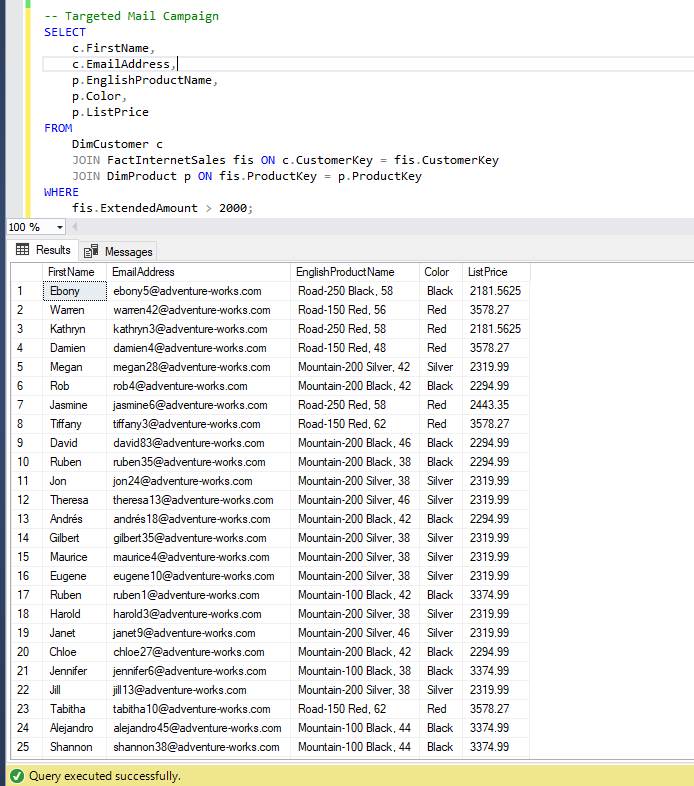 -- Targeted Mail Campaign
SELECT
c.FirstName,
c.EmailAddress,
p.EnglishProductName,
p.Color,
p.ListPrice
FROM
DimCustomer c
JOIN FactInternetSales fis ON c.CustomerKey = fis.CustomerKey
JOIN DimProduct p ON fis.ProductKey = p.ProductKey
WHERE
fis.ExtendedAmount > 2000;
100 %
Results Messages
FirstName EmailAddress EnglishProductName Color ListPrice
1 Ebony ebony5@adventure-works.com Road-250 Black, 58 Black 2181.5625
2 Warren warren42@adventure-works.com Road-150 Red, 56 Red 3578.27
3 Kathryn kathryn3@adventure-works.com Road-250 Red, 58 Red 2181.5625
4 Damien damien4@adventure-works.com Road-150 Red, 48 Red 3578.27
5 Megan megan28@adventure-works.com Mountain-200 Silver, 42 Silver 2319.99
6 Rob rob4@adventure-works.com Mountain-200 Black, 42 Black 2294.99
7 Jasmine jasmine6@adventure-works.com Road-250 Red, 58 Red 2443.35
8 Tiffany tiffany3@adventure-works.com Road-150 Red, 62 Red 3578.27
9 David david83@adventure-works.com Mountain-200 Black, 46 Black 2294.99
10 Ruben ruben35@adventure-works.com Mountain-200 Black, 38 Black 2294.99
11 Jon jon24@adventure-works.com Mountain-200 Silver, 38 Silver 2319.99
12 Theresa theresa13@adventure-works.com Mountain-200 Silver, 46 Silver 2319.99
13 Andrés andrés18@adventure-works.com Mountain-200 Black, 42 Black 2294.99
14 Gilbert gilbert35@adventure-works.com Mountain-200 Silver, 38 Silver 2319.99
15 Maurice maurice4@adventure-works.com Mountain-200 Silver, 38 Silver 2319.99
16 Eugene eugene10@adventure-works.com Mountain-200 Silver, 38 Silver 2319.99
17 Ruben ruben1@adventure-works.com Mountain-100 Black, 42 Black 3374.99
18 Harold harold3@adventure-works.com Mountain-200 Silver, 38 Silver 2319.99
19 Janet janet9@adventure-works.com Mountain-200 Silver, 46 Silver 2319.99
20 Chloe chloe27@adventure-works.com Mountain-200 Black, 42 Black 2294.99
21 Jennifer jennifer6@adventure-works.com Mountain-100 Black, 38 Black 3374.99
22 Jill jill13@adventure-works.com Mountain-200 Silver, 38 Silver 2319.99
23 Tabitha tabitha10@adventure-works.com Road-150 Red, 62 Red 3578.27
24 Alejandro alejandro45@adventure-works.com Mountain-100 Black, 44 Black 3374.99
25 Shannon shannon38@adventure-works.com Mountain-100 Black, 44 Black 3374.99
Query executed successfully.